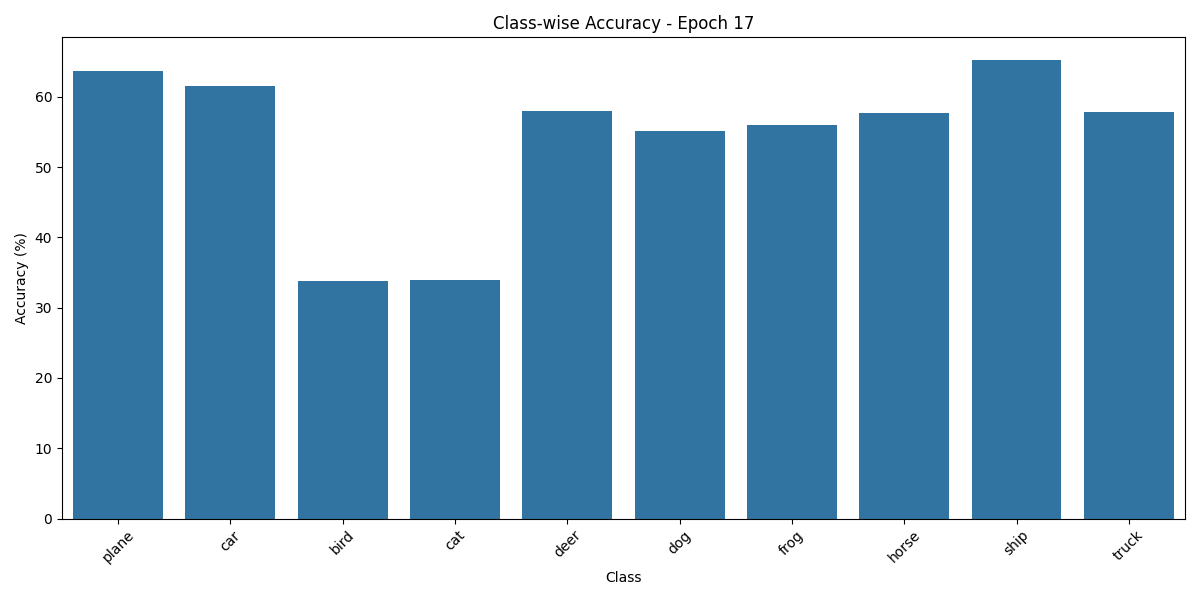 Class-wise Accuracy - Epoch 17
Accuracy (%)
60
50
40
30
20
10
0
plane
car
bird
cat
deer
dog
frog
horse
ship
truck
Class